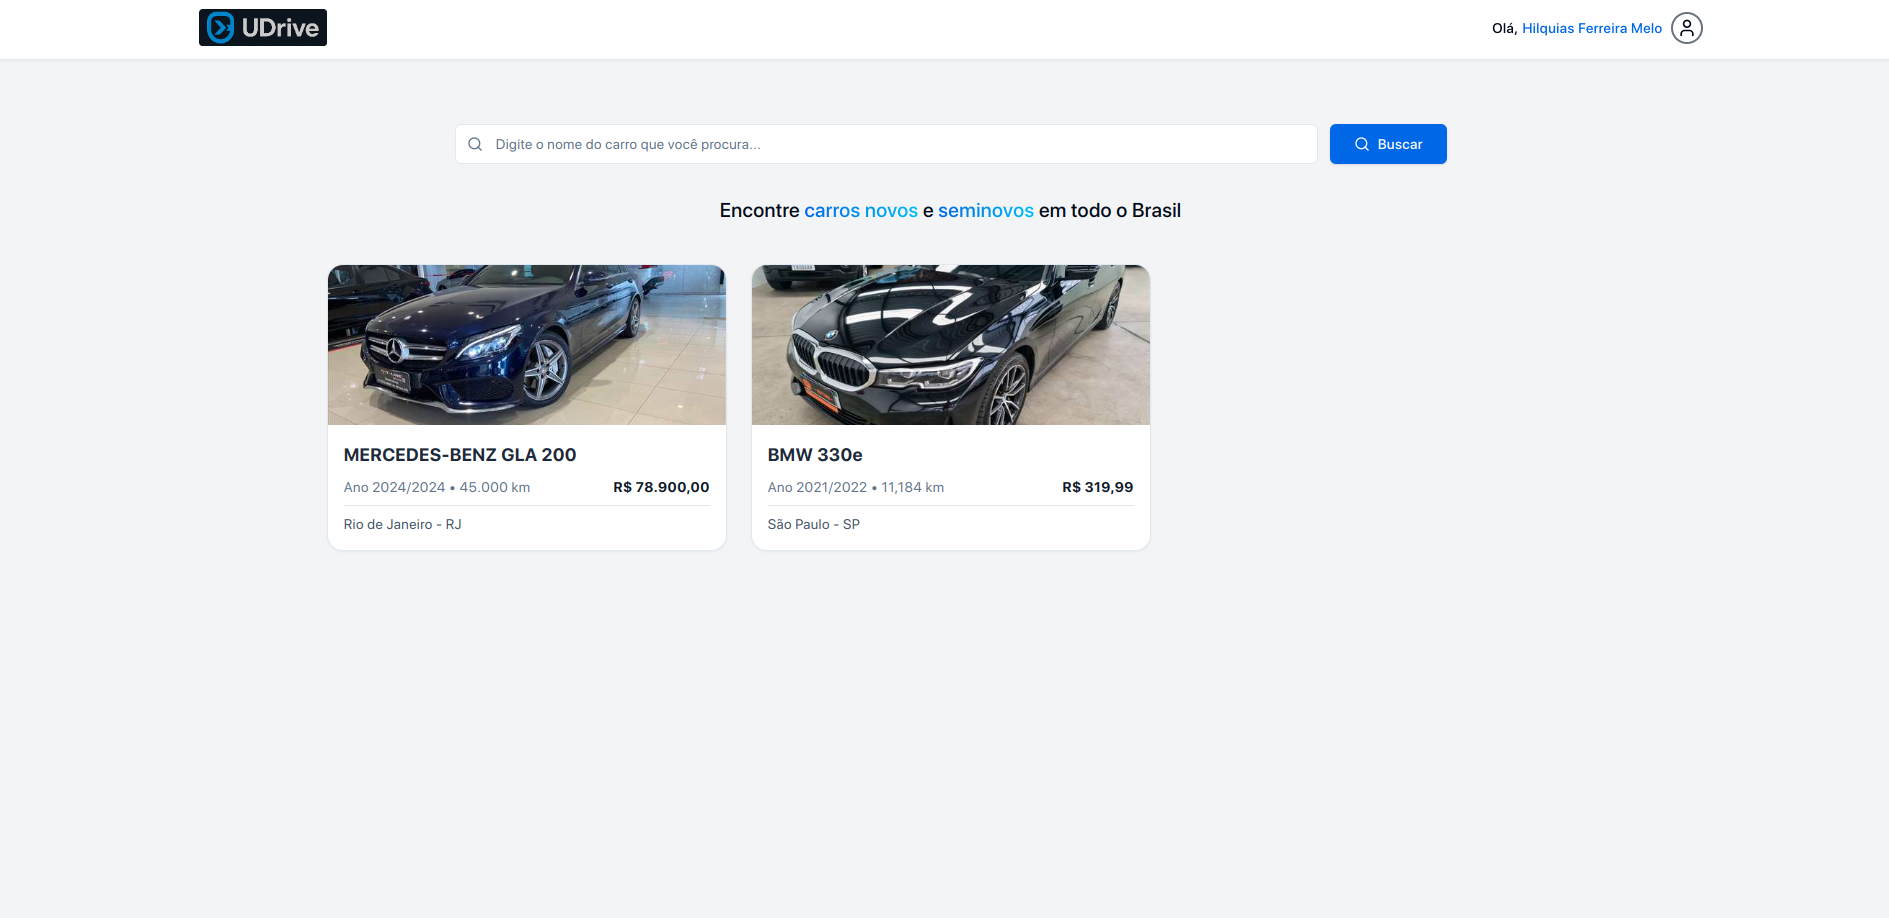 UDrive
Olá, Hilquias Ferreira Melo
Digite o nome do carro que você procura...
Buscar
Encontre carros novos e seminovos em todo o Brasil
MERCEDES-BENZ GLA 200
Ano 2024/2024 • 45.000 km
R$ 78.900,00
Rio de Janeiro - RJ
BMW 330e
Ano 2021/2022 • 11,184 km
R$ 319,99
São Paulo - SP